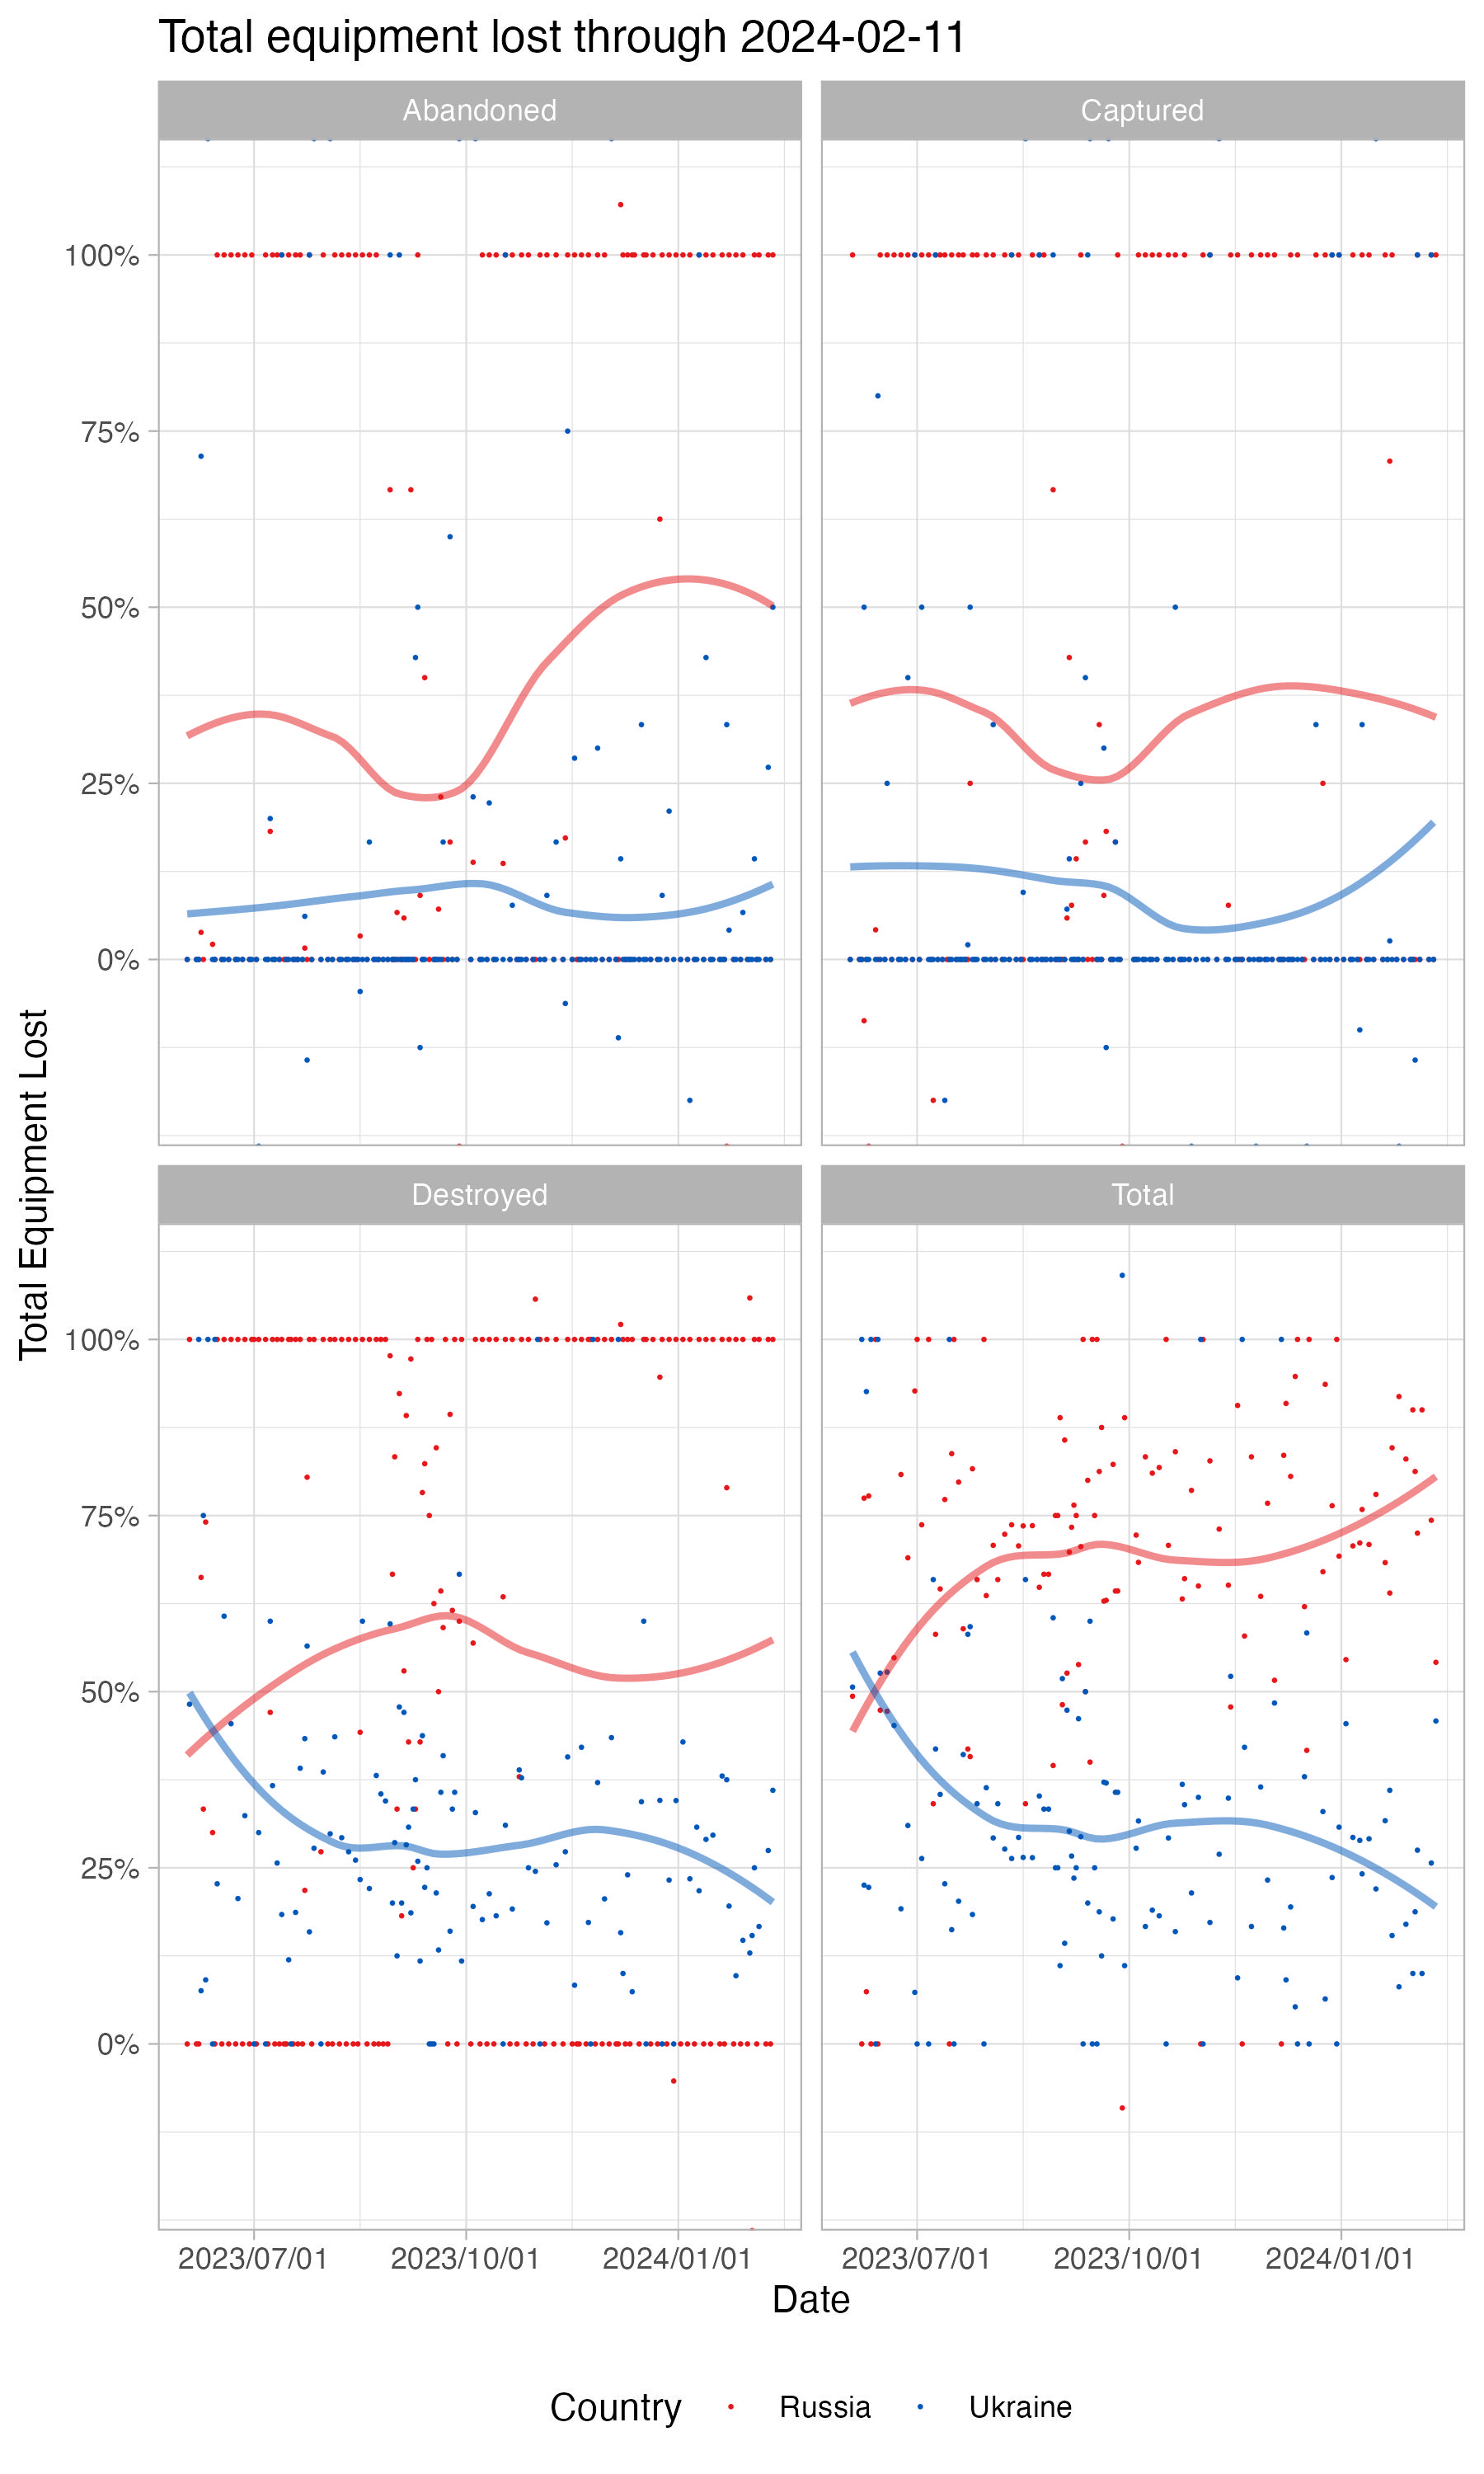 Total equipment lost through 2024-02-11
Abandoned
Captured
100%
75%
50%
25%
0%
Total Equipment Lost
Destroyed
Total
100%
75%
50%
25%
0%
2023/07/01 2023/10/01 2024/01/01
2023/07/01 2023/10/01 2024/01/01
Date
Country Russia Ukraine